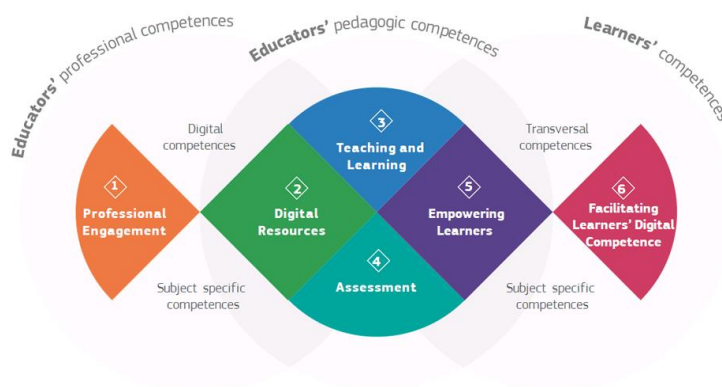 Educators' professional competences
Educators' pedagogic competences
Learners' competences
Digital
competences
Transversal
competences
3
Teaching and
Learning
1
Professional
Engagement
2
Digital
Resources
5
Empowering
Learners
6
Facilitating
Learners' Digital
Competence
4
Assessment
Subject specific
competences
Subject specific
competences